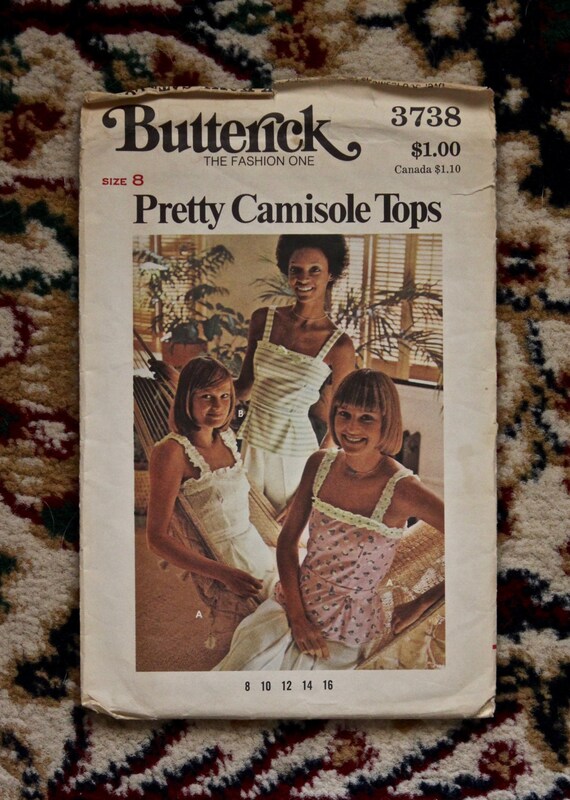 Butterick
3738
THE FASHION ONE
$1.00
Canada $1.10
SIZE 8
Pretty Camisole Tops
B
A
8 10 12 14 16